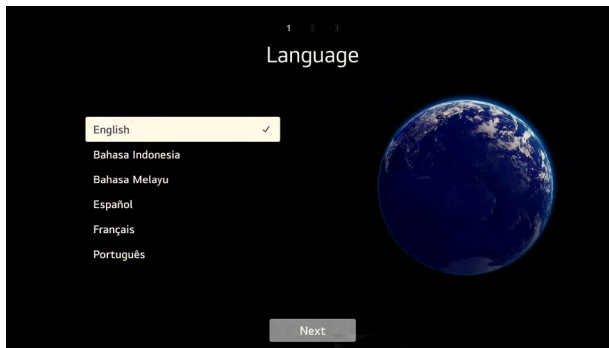 1 2 3
Language
English
Bahasa Indonesia
Bahasa Melayu
Español
Français
Português
Next